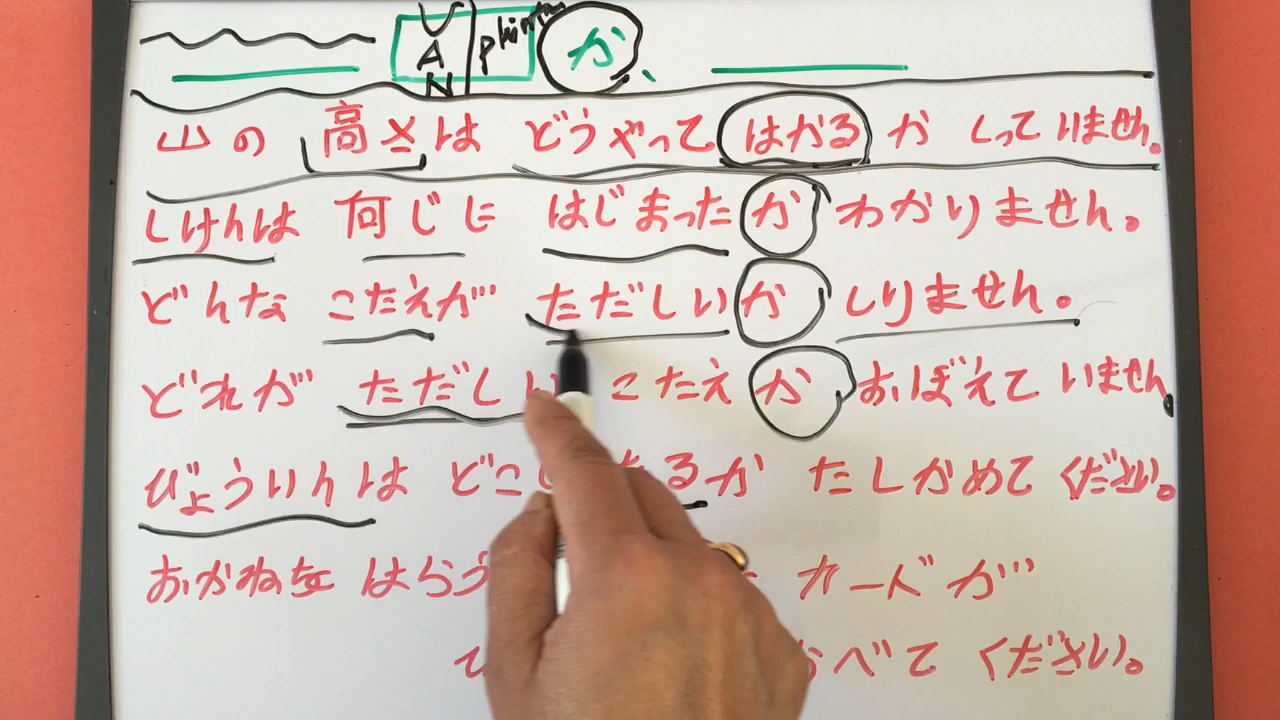 VAN か
山の 高さは どうやって はかる か しっていません。
しけんは 何じに はじまった か わかりません。
どんな こたえが ただしい か しりません。
どれが ただしい こたえ か おぼえて いません。
びょういんは どこ るか たしかめて ください。
おかねを はらう カードが
べて ください。